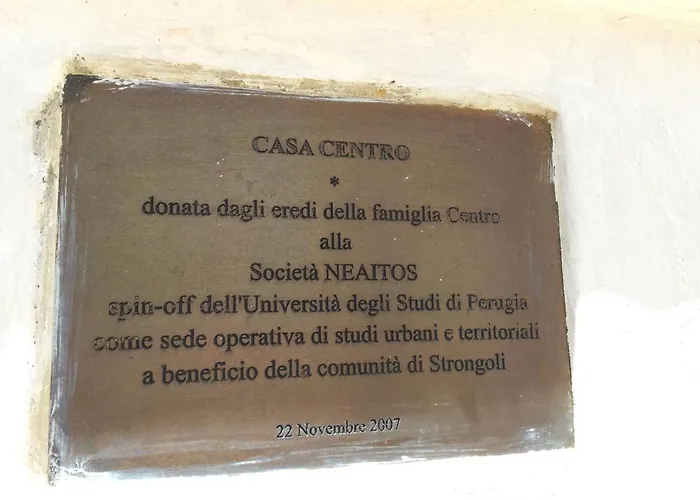 CASA CENTRO
*
donata dagli eredi della famiglia Centro
alla
Società NEAITOS
spin-off dell'Università degli Studi di Perugia
come sede operativa di studi urbani e territoriali
a beneficio della comunità di Strongoli
22 Novembre 2007